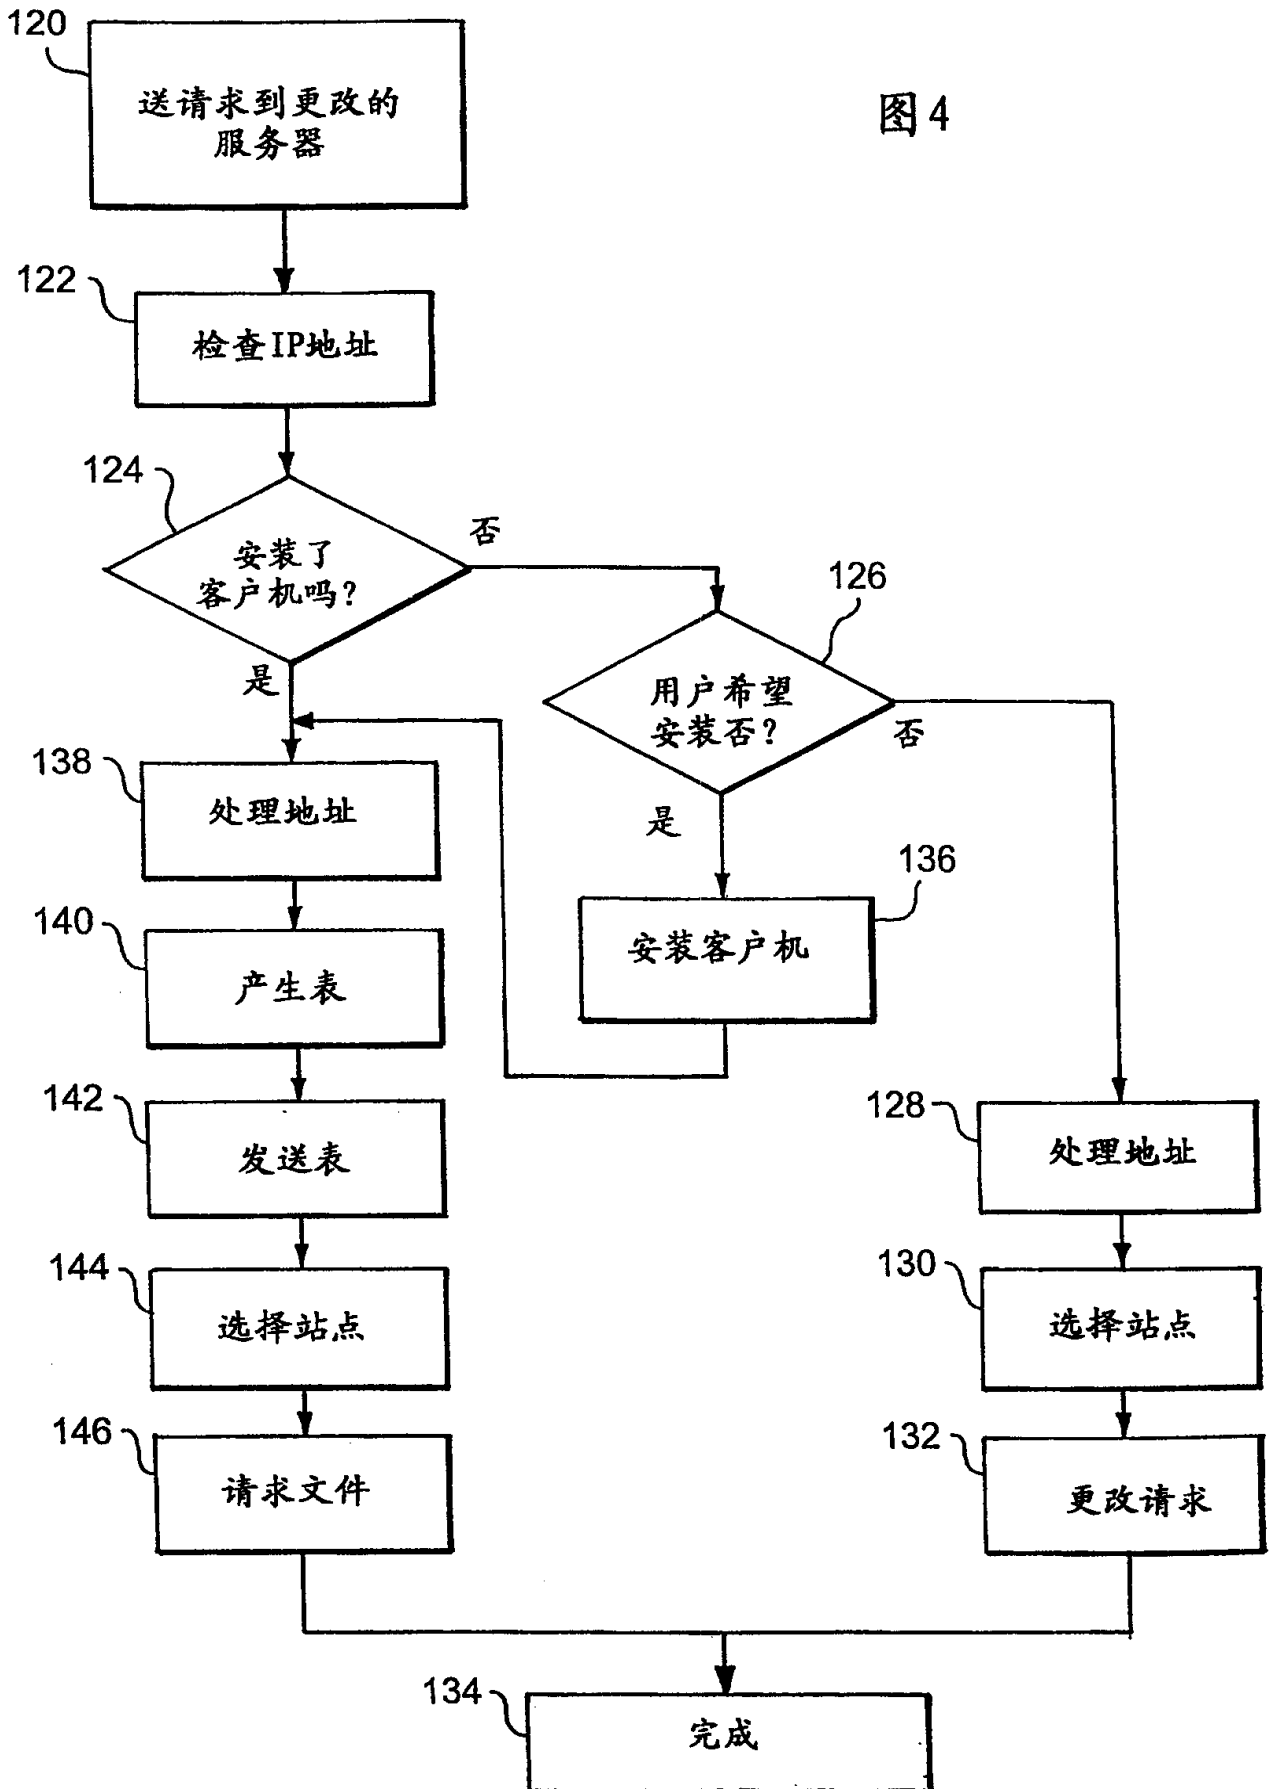 120
送请求到更改的
服务器
图4
122
检查IP地址
124
安装了
客户机吗?
否
是
126
用户希望
安装否?
否
是
138
处理地址
136
安装客户机
140
产生表
142
发送表
128
处理地址
144
选择站点
130
选择站点
146
请求文件
132
更改请求
134
完成